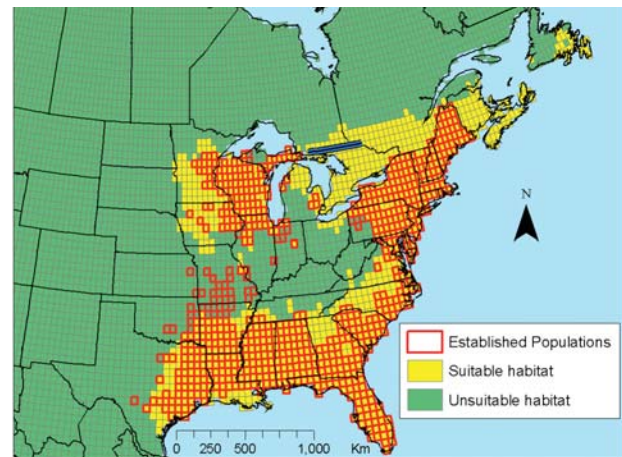 N
Established Populations
Suitable habitat
Unsuitable habitat
0 250 500 1,000 Km